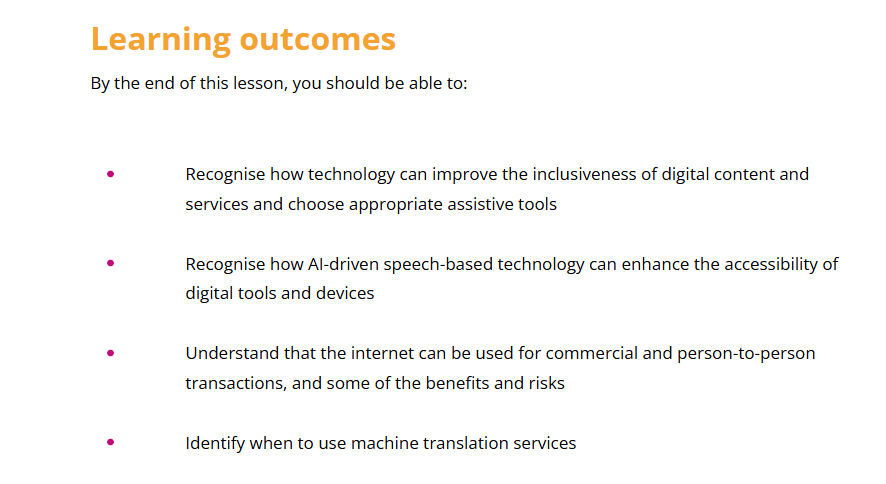 Learning outcomes
By the end of this lesson, you should be able to:
Recognise how technology can improve the inclusiveness of digital content and
services and choose appropriate assistive tools
Recognise how AI-driven speech-based technology can enhance the accessibility of
digital tools and devices
Understand that the internet can be used for commercial and person-to-person
transactions, and some of the benefits and risks
Identify when to use machine translation services